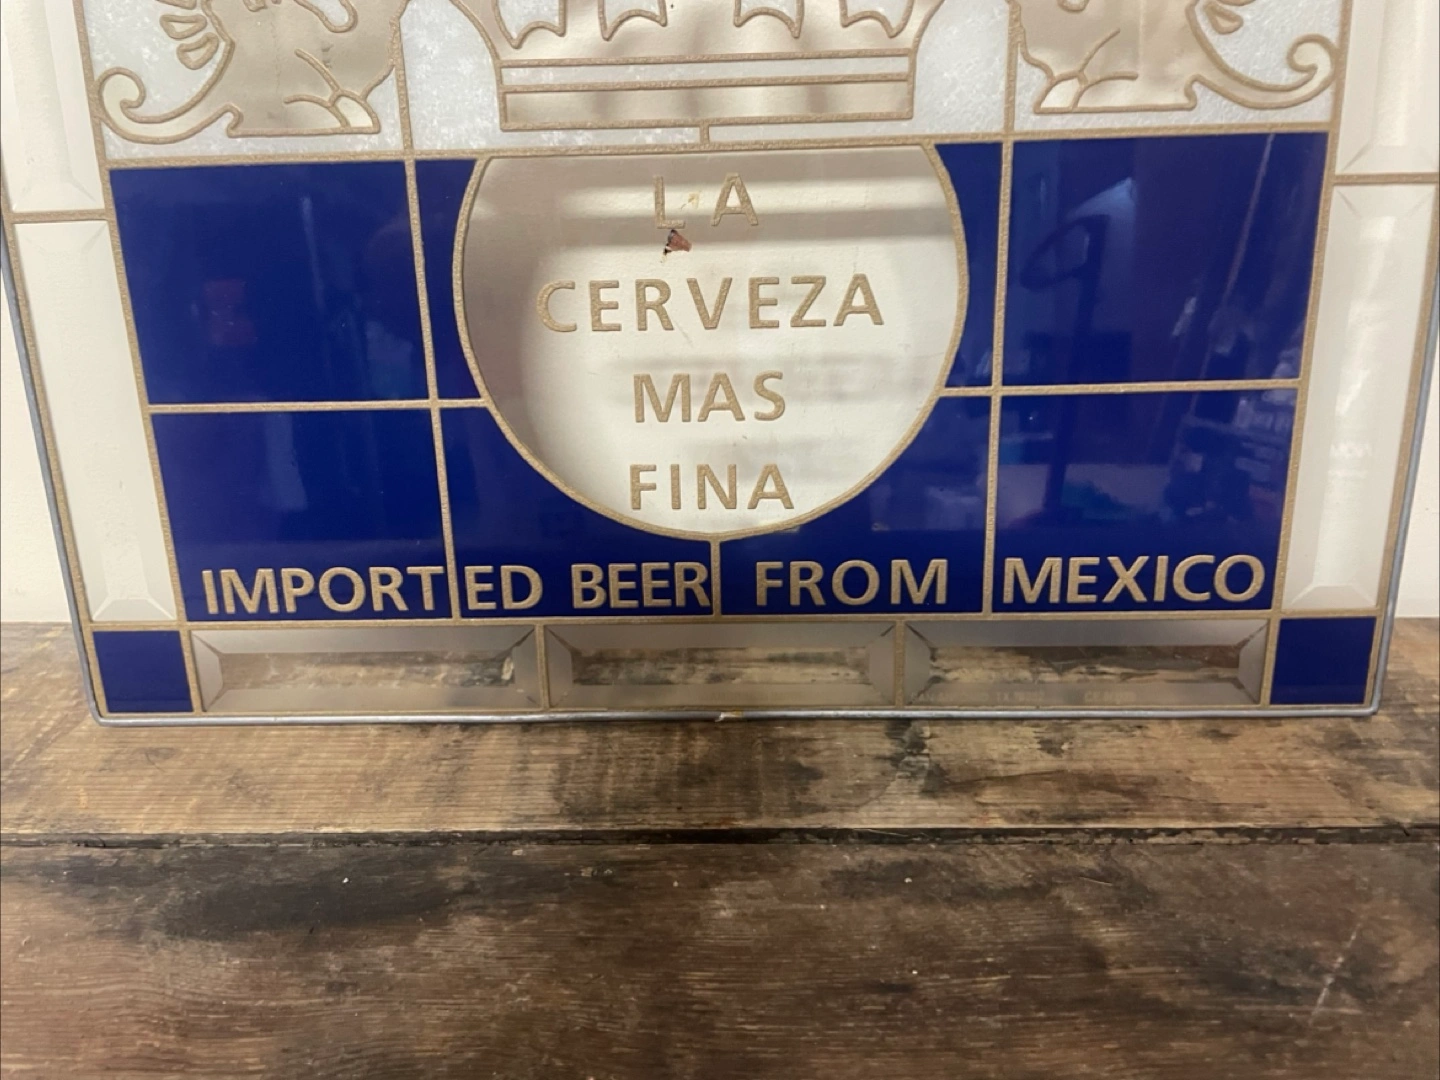 LA
CERVEZA
MAS
FINA
IMPORTED BEER FROM MEXICO